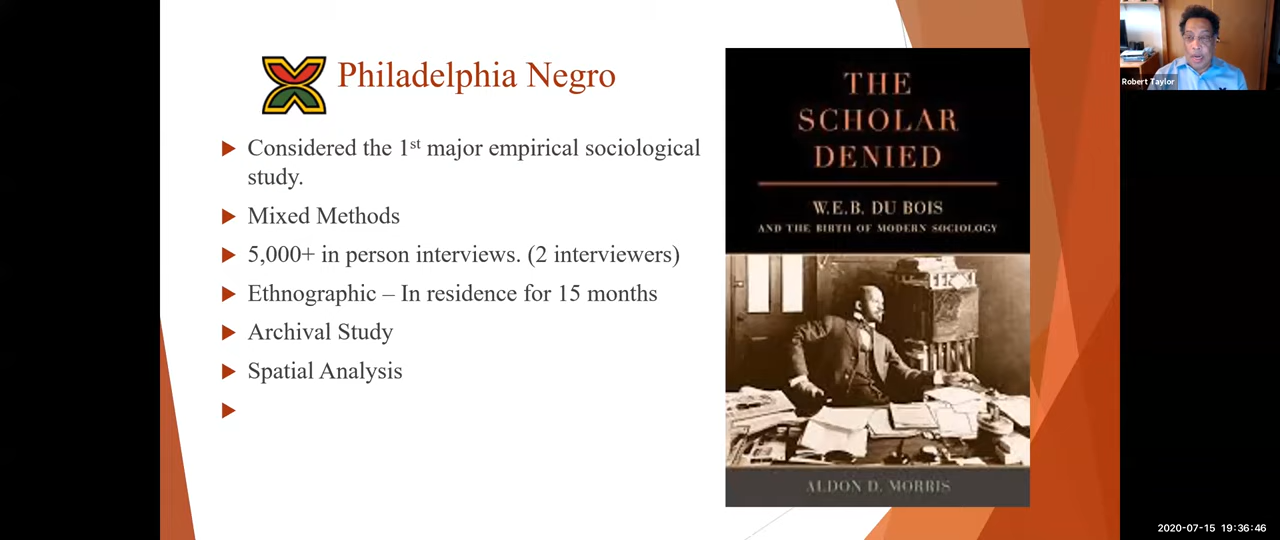 Philadelphia Negro
Considered the 1st major empirical sociological
study.
Mixed Methods
5,000+ in person interviews. (2 interviewers)
Ethnographic – In residence for 15 months
Archival Study
Spatial Analysis
THE
SCHOLAR
DENIED
W.E.B. DU BOIS
AND THE BIRTH OF MODERN SOCIOLOGY
ALDON D. MORRIS
Robert Taylor
2020-07-15 19:36:46